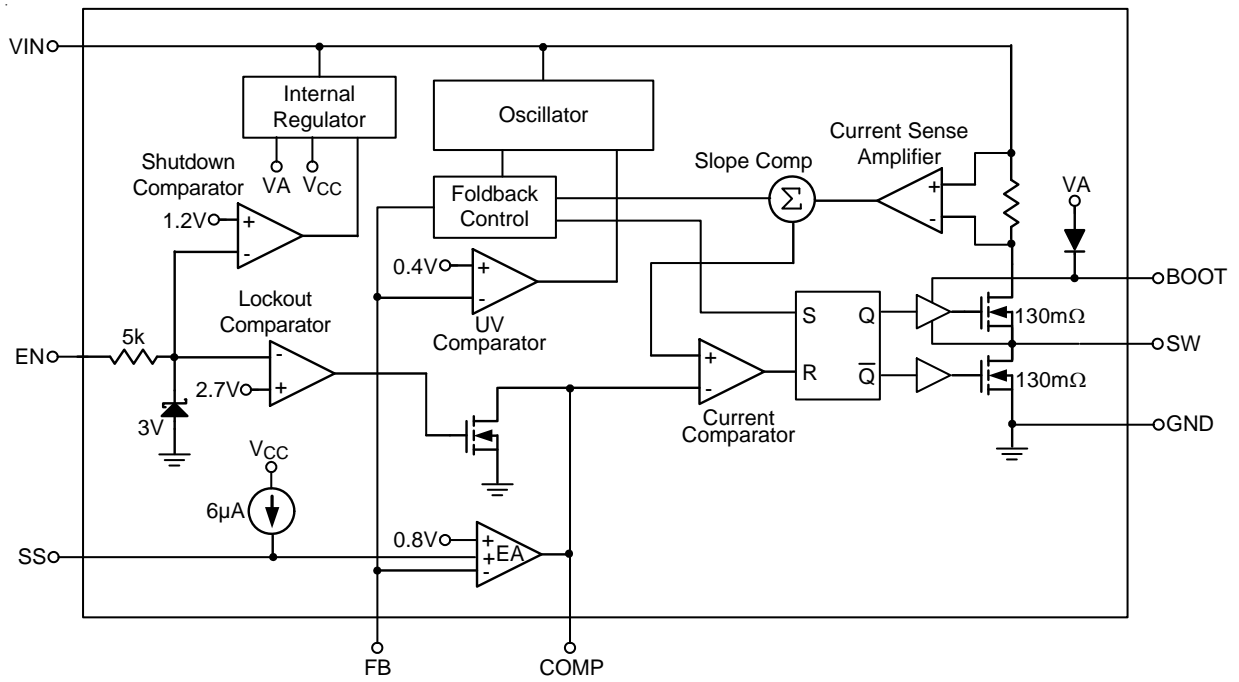 VIN
Internal
Regulator
Oscillator
Current Sense
Amplifier
Slope Comp
Shutdown
Comparator
VA
VCC
Foldback
Control
Σ
+
-
VA
1.2V
+
-
0.4V
+
-
UV
Comparator
BOOT
Lockout
Comparator
S
Q
130mΩ
EN
5k
-
+
2.7V
+
-
R
Q̅
SW
130mΩ
3V
Current
Comparator
GND
VCC
6µA
0.8V
+
+
-
EA
SS
FB
COMP